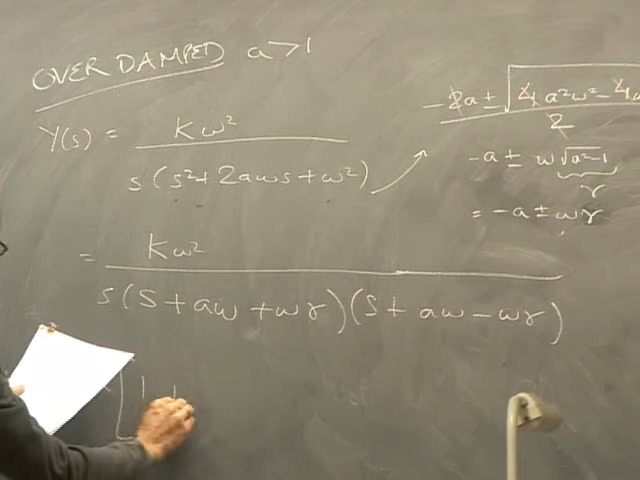 OVER DAMPED a>1
Y(s) = Kω² / s(s²+2aωs+ω²)
= Kω² / s(s+aω+ωr)(s+aω-ωr)
-2a ± √4a²ω²-4ω / 2
-a ± ω√a²-1
r
= -a ± ωr